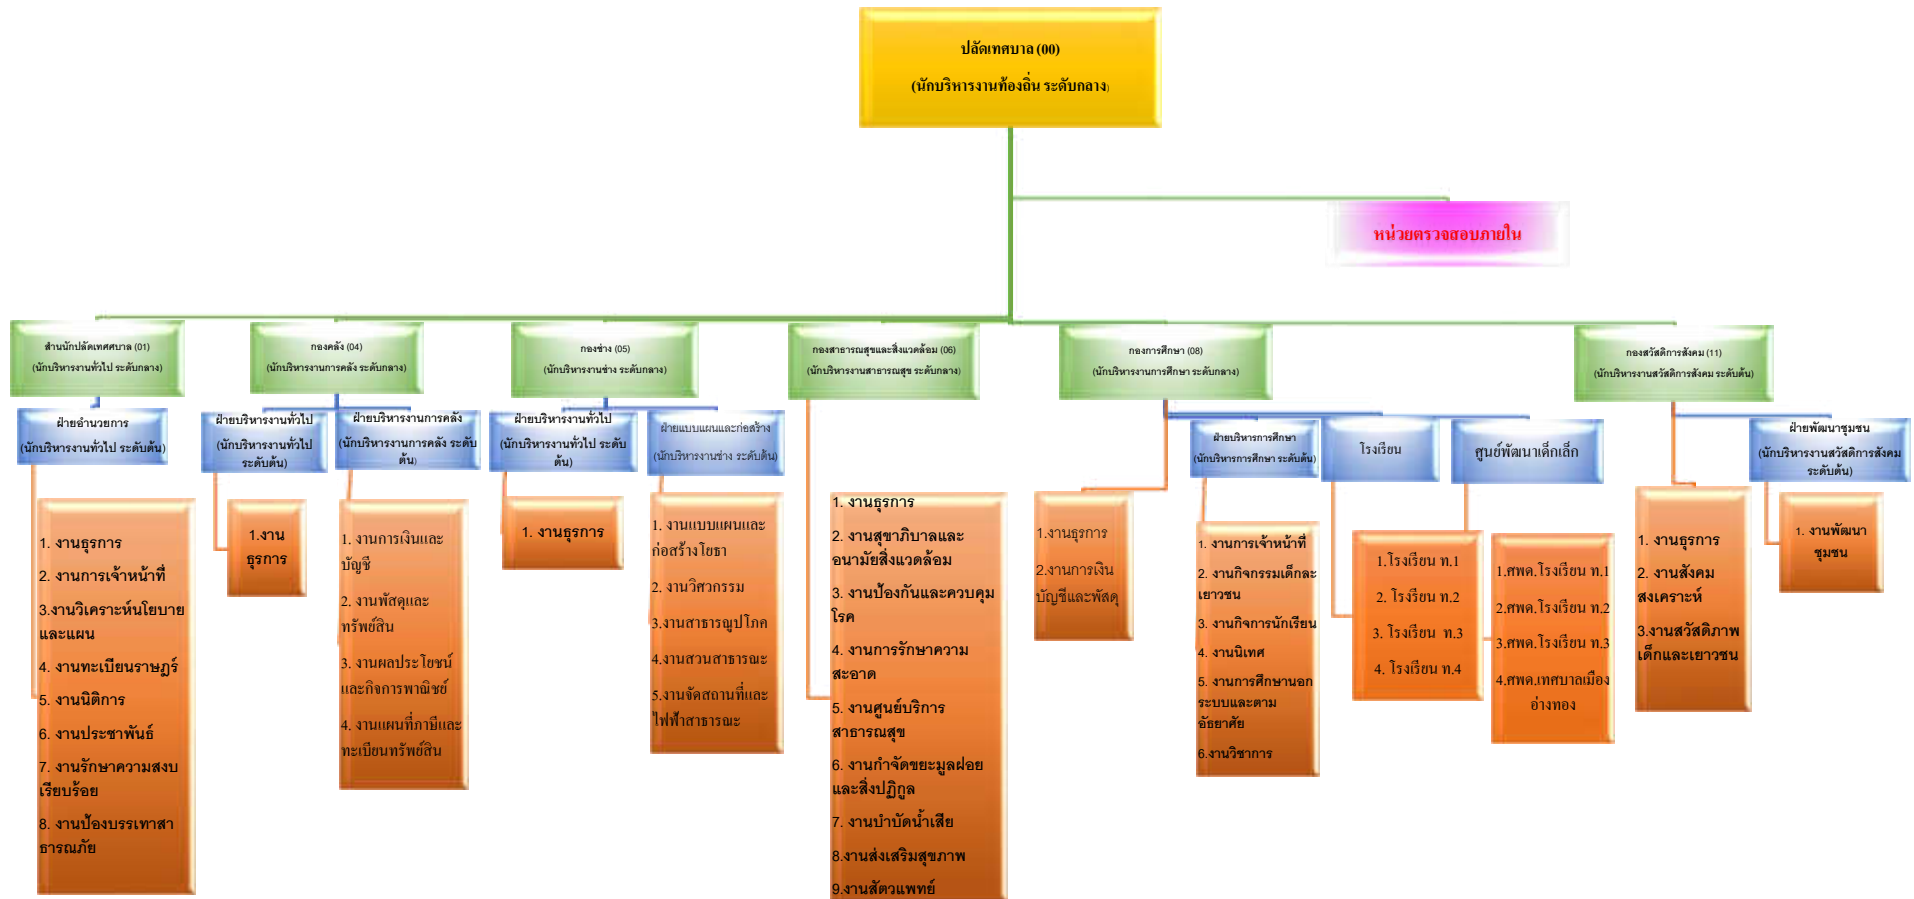 ปลัดเทศบาล (00)
(นักบริหารงานท้องถิ่น ระดับกลาง)
หน่วยตรวจสอบภายใน
สำนักปลัดเทศศบาล (01)
(นักบริหารงานทั่วไป ระดับกลาง)
กองคลัง (04)
(นักบริหารงานการคลัง ระดับกลาง)
กองช่าง (05)
(นักบริหารงานช่าง ระดับกลาง)
กองสาธารณสุขและสิ่งแวดล้อม (06)
(นักบริหารงานสาธารณสุข ระดับกลาง)
กองการศึกษา (08)
(นักบริหารงานการศึกษา ระดับกลาง)
กองสวัสดิการสังคม (11)
(นักบริหารงานสวัสดิการสังคม ระดับต้น)
ฝ่ายอำนวยการ
(นักบริหารงานทั่วไป ระดับต้น)
ฝ่ายบริหารงานทั่วไป
(นักบริหารงานทั่วไป
ระดับต้น)
ฝ่ายบริหารงานการคลัง
(นักบริหารงานการคลัง ระดับ
ต้น)
ฝ่ายบริหารงานทั่วไป
(นักบริหารงานทั่วไป ระดับ
ต้น)
ฝ่ายแบบแผนและก่อสร้าง
(นักบริหารงานช่าง ระดับต้น)
ฝ่ายบริหารการศึกษา
(นักบริหารการศึกษา ระดับต้น)
โรงเรียน
ศูนย์พัฒนาเด็กเล็ก
ฝ่ายพัฒนาชุมชน
(นักบริหารงานสวัสดิการสังคม
ระดับต้น)
1. งานธุรการ
2. งานการเจ้าหน้าที่
3.งานวิเคราะห์นโยบาย
และแผน
4. งานทะเบียนราษฎร์
5. งานนิติการ
6. งานประชาพันธ์
7. งานรักษาความสงบ
เรียบร้อย
8. งานป้องบรรเทาสา
ธารณภัย
1.งาน
ธุรการ
1. งานการเงินและ
บัญชี
2. งานพัสดุและ
ทรัพย์สิน
3. งานผลประโยชน์
และกิจการพาณิชย์
4. งานแผนที่ภาษีและ
ทะเบียนทรัพย์สิน
1. งานธุรการ
1. งานแบบแผนและ
ก่อสร้างโยธา
2. งานวิศวกรรม
3.งานสาธารณูปโภค
4.งานสวนสาธารณะ
5.งานจัดสถานที่และ
ไฟฟ้าสาธารณะ
1. งานธุรการ
2. งานสุขาภิบาลและ
อนามัยสิ่งแวดล้อม
3. งานป้องกันและควบคุม
โรค
4. งานการรักษาความ
สะอาด
5. งานศูนย์บริการ
สาธารณสุข
6. งานกำจัดขยะมูลฝอย
และสิ่งปฏิกูล
7. งานบำบัดน้ำเสีย
8.งานส่งเสริมสุขภาพ
9.งานสัตวแพทย์
1.งานธุรการ
2.งานการเงิน
บัญชีและพัสดุ
1. งานการเจ้าหน้าที่
2. งานกิจกรรมเด็กละ
เยาวชน
3. งานกิจการนักเรียน
4. งานนิเทศ
5. งานการศึกษานอก
ระบบและตาม
อัธยาศัย
6.งานวิชาการ
1.โรงเรียน ท.1
2. โรงเรียน ท.2
3. โรงเรียน ท.3
4. โรงเรียน ท.4
1.ศพด.โรงเรียน ท.1
2.ศพด.โรงเรียน ท.2
3.ศพด.โรงเรียน ท.3
4.ศพด.เทศบาลเมือง
อ่างทอง
1. งานธุรการ
2. งานสังคม
สงเคราะห์
3.งานสวัสดิภาพ
เด็กและเยาวชน
1. งานพัฒนา
ชุมชน